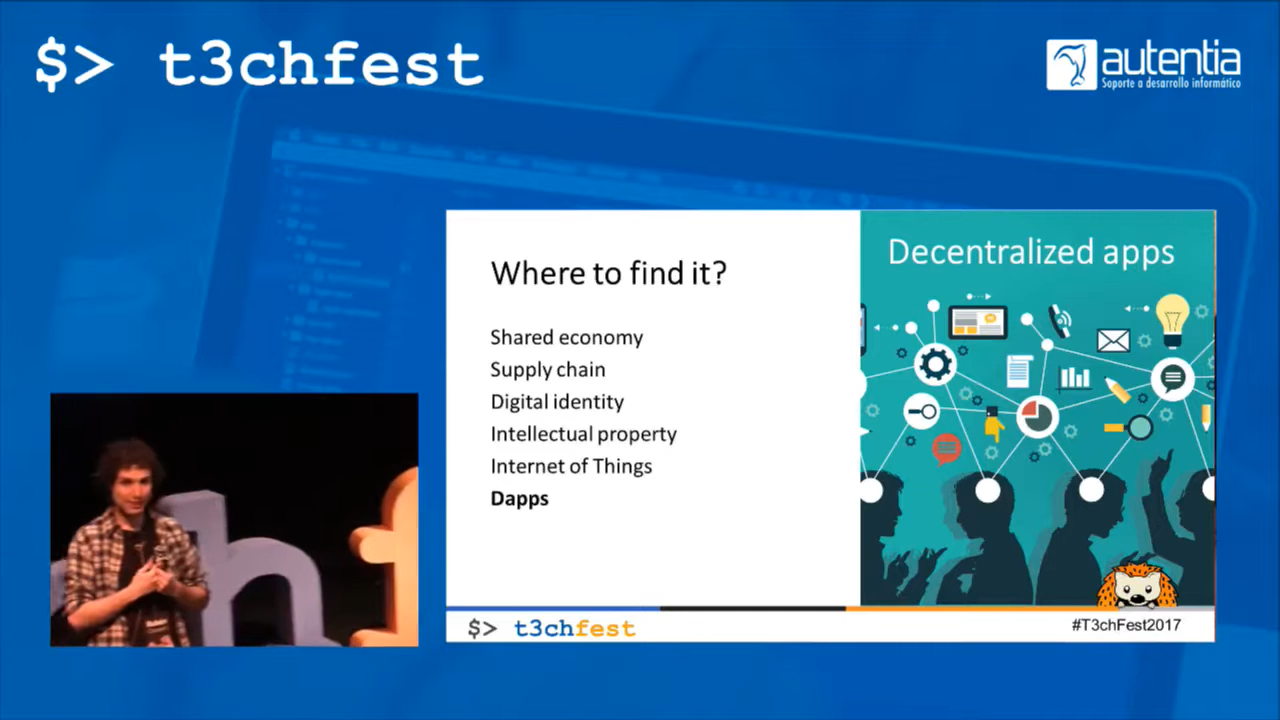 $> t3chfest
autentia
Soporte a desarrollo informático
Where to find it?
Shared economy
Supply chain
Digital identity
Intellectual property
Internet of Things
Dapps
Decentralized apps
h
$> t3chfest
#T3chFest2017